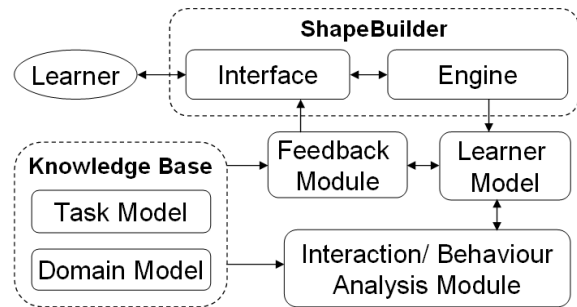 ShapeBuilder
Learner
Interface
Engine
Knowledge Base
Task Model
Domain Model
Feedback
Module
Learner
Model
Interaction/ Behaviour
Analysis Module